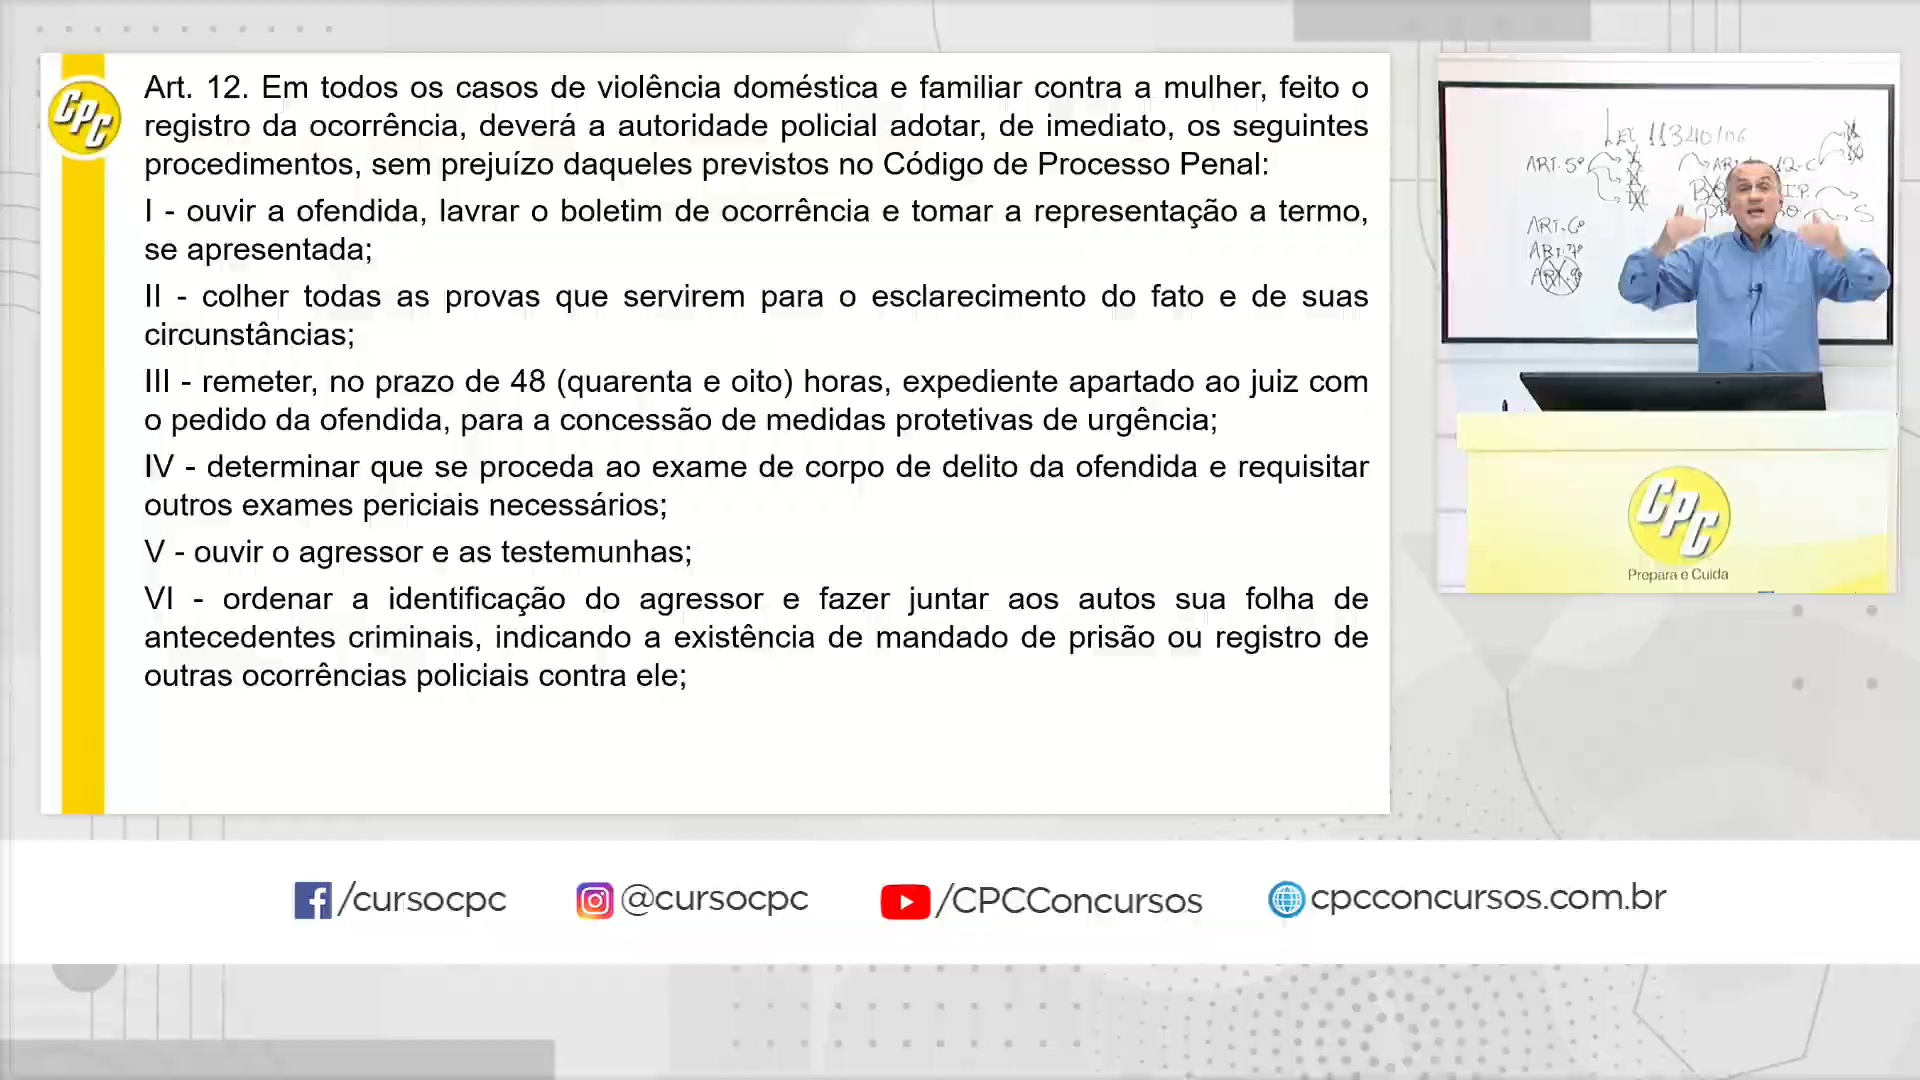 CPC
Art. 12. Em todos os casos de violência doméstica e familiar contra a mulher, feito o
registro da ocorrência, deverá a autoridade policial adotar, de imediato, os seguintes
procedimentos, sem prejuízo daqueles previstos no Código de Processo Penal:
I - ouvir a ofendida, lavrar o boletim de ocorrência e tomar a representação a termo,
se apresentada;
II - colher todas as provas que servirem para o esclarecimento do fato e de suas
circunstâncias;
III - remeter, no prazo de 48 (quarenta e oito) horas, expediente apartado ao juiz com
o pedido da ofendida, para a concessão de medidas protetivas de urgência;
IV - determinar que se proceda ao exame de corpo de delito da ofendida e requisitar
outros exames periciais necessários;
V - ouvir o agressor e as testemunhas;
VI - ordenar a identificação do agressor e fazer juntar aos autos sua folha de
antecedentes criminais, indicando a existência de mandado de prisão ou registro de
outras ocorrências policiais contra ele;
LEI 11340/06
ART. 5º
ART. 6º
ART. 7º
ART. 9º
CPC
Prepara e Cuida
/cursocpc
@cursocpc
/CPCConcursos
cpcconcursos.com.br